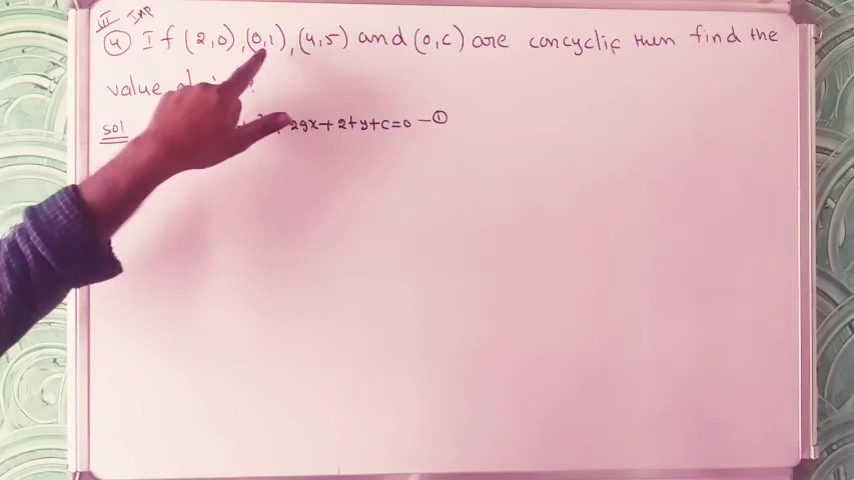 III IMP
4 If (2,0), (0,1), (4,5) and (0,c) are concyclic then find the
value
sol 2gx + 2fy + c = 0 — ①